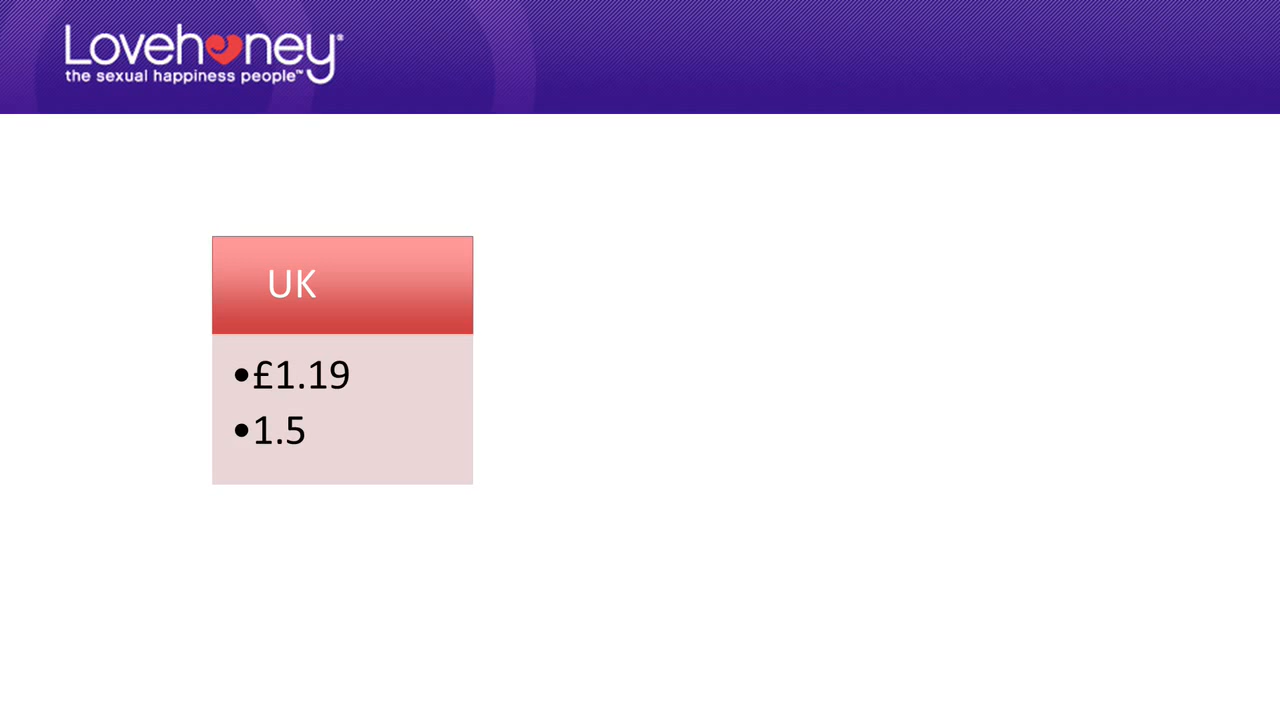 Lovehoney®
the sexual happiness people™
UK
•£1.19
•1.5